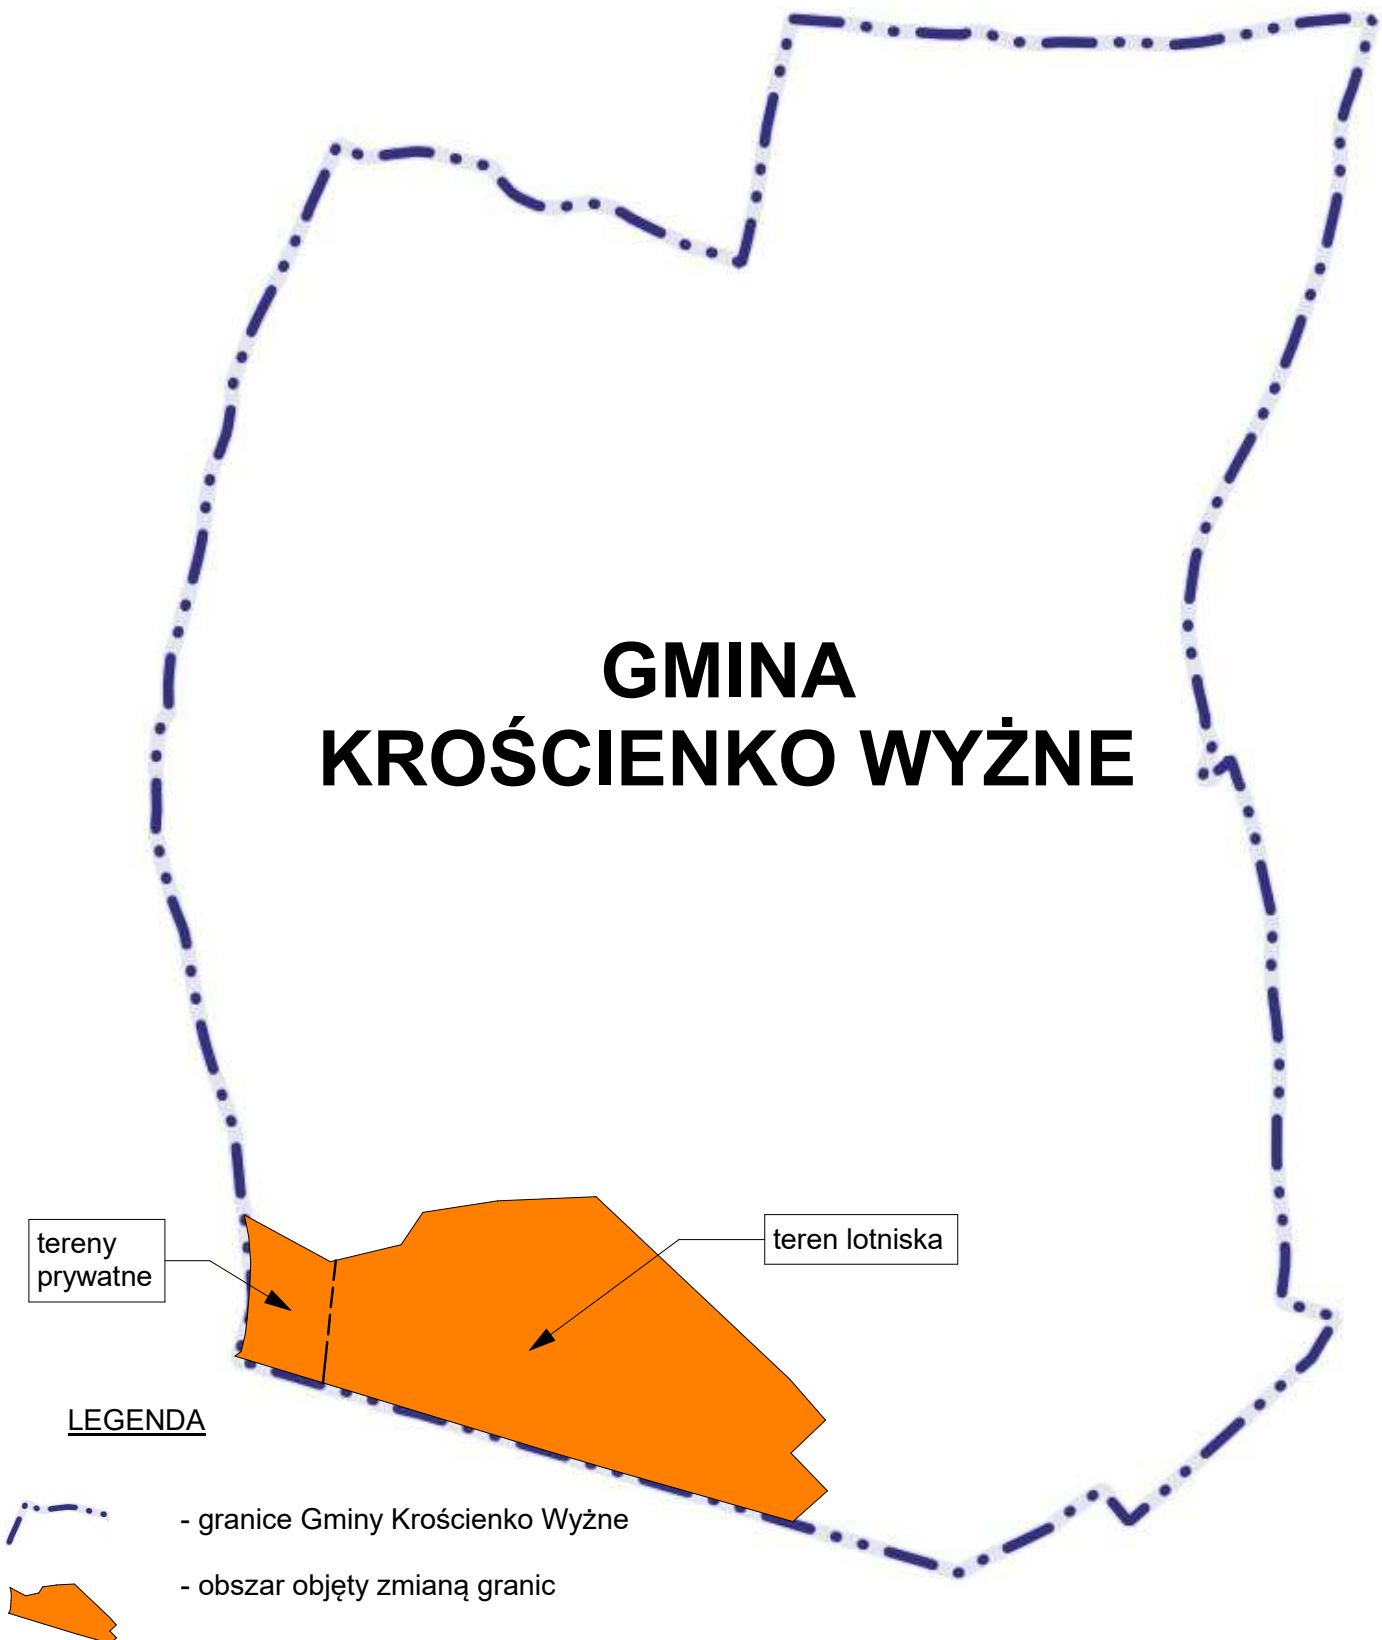 GMINA
KROŚCIENKO WYŻNE
tereny
prywatne
teren lotniska
LEGENDA
- granice Gminy Krościenko Wyżne
- obszar objęty zmianą granic